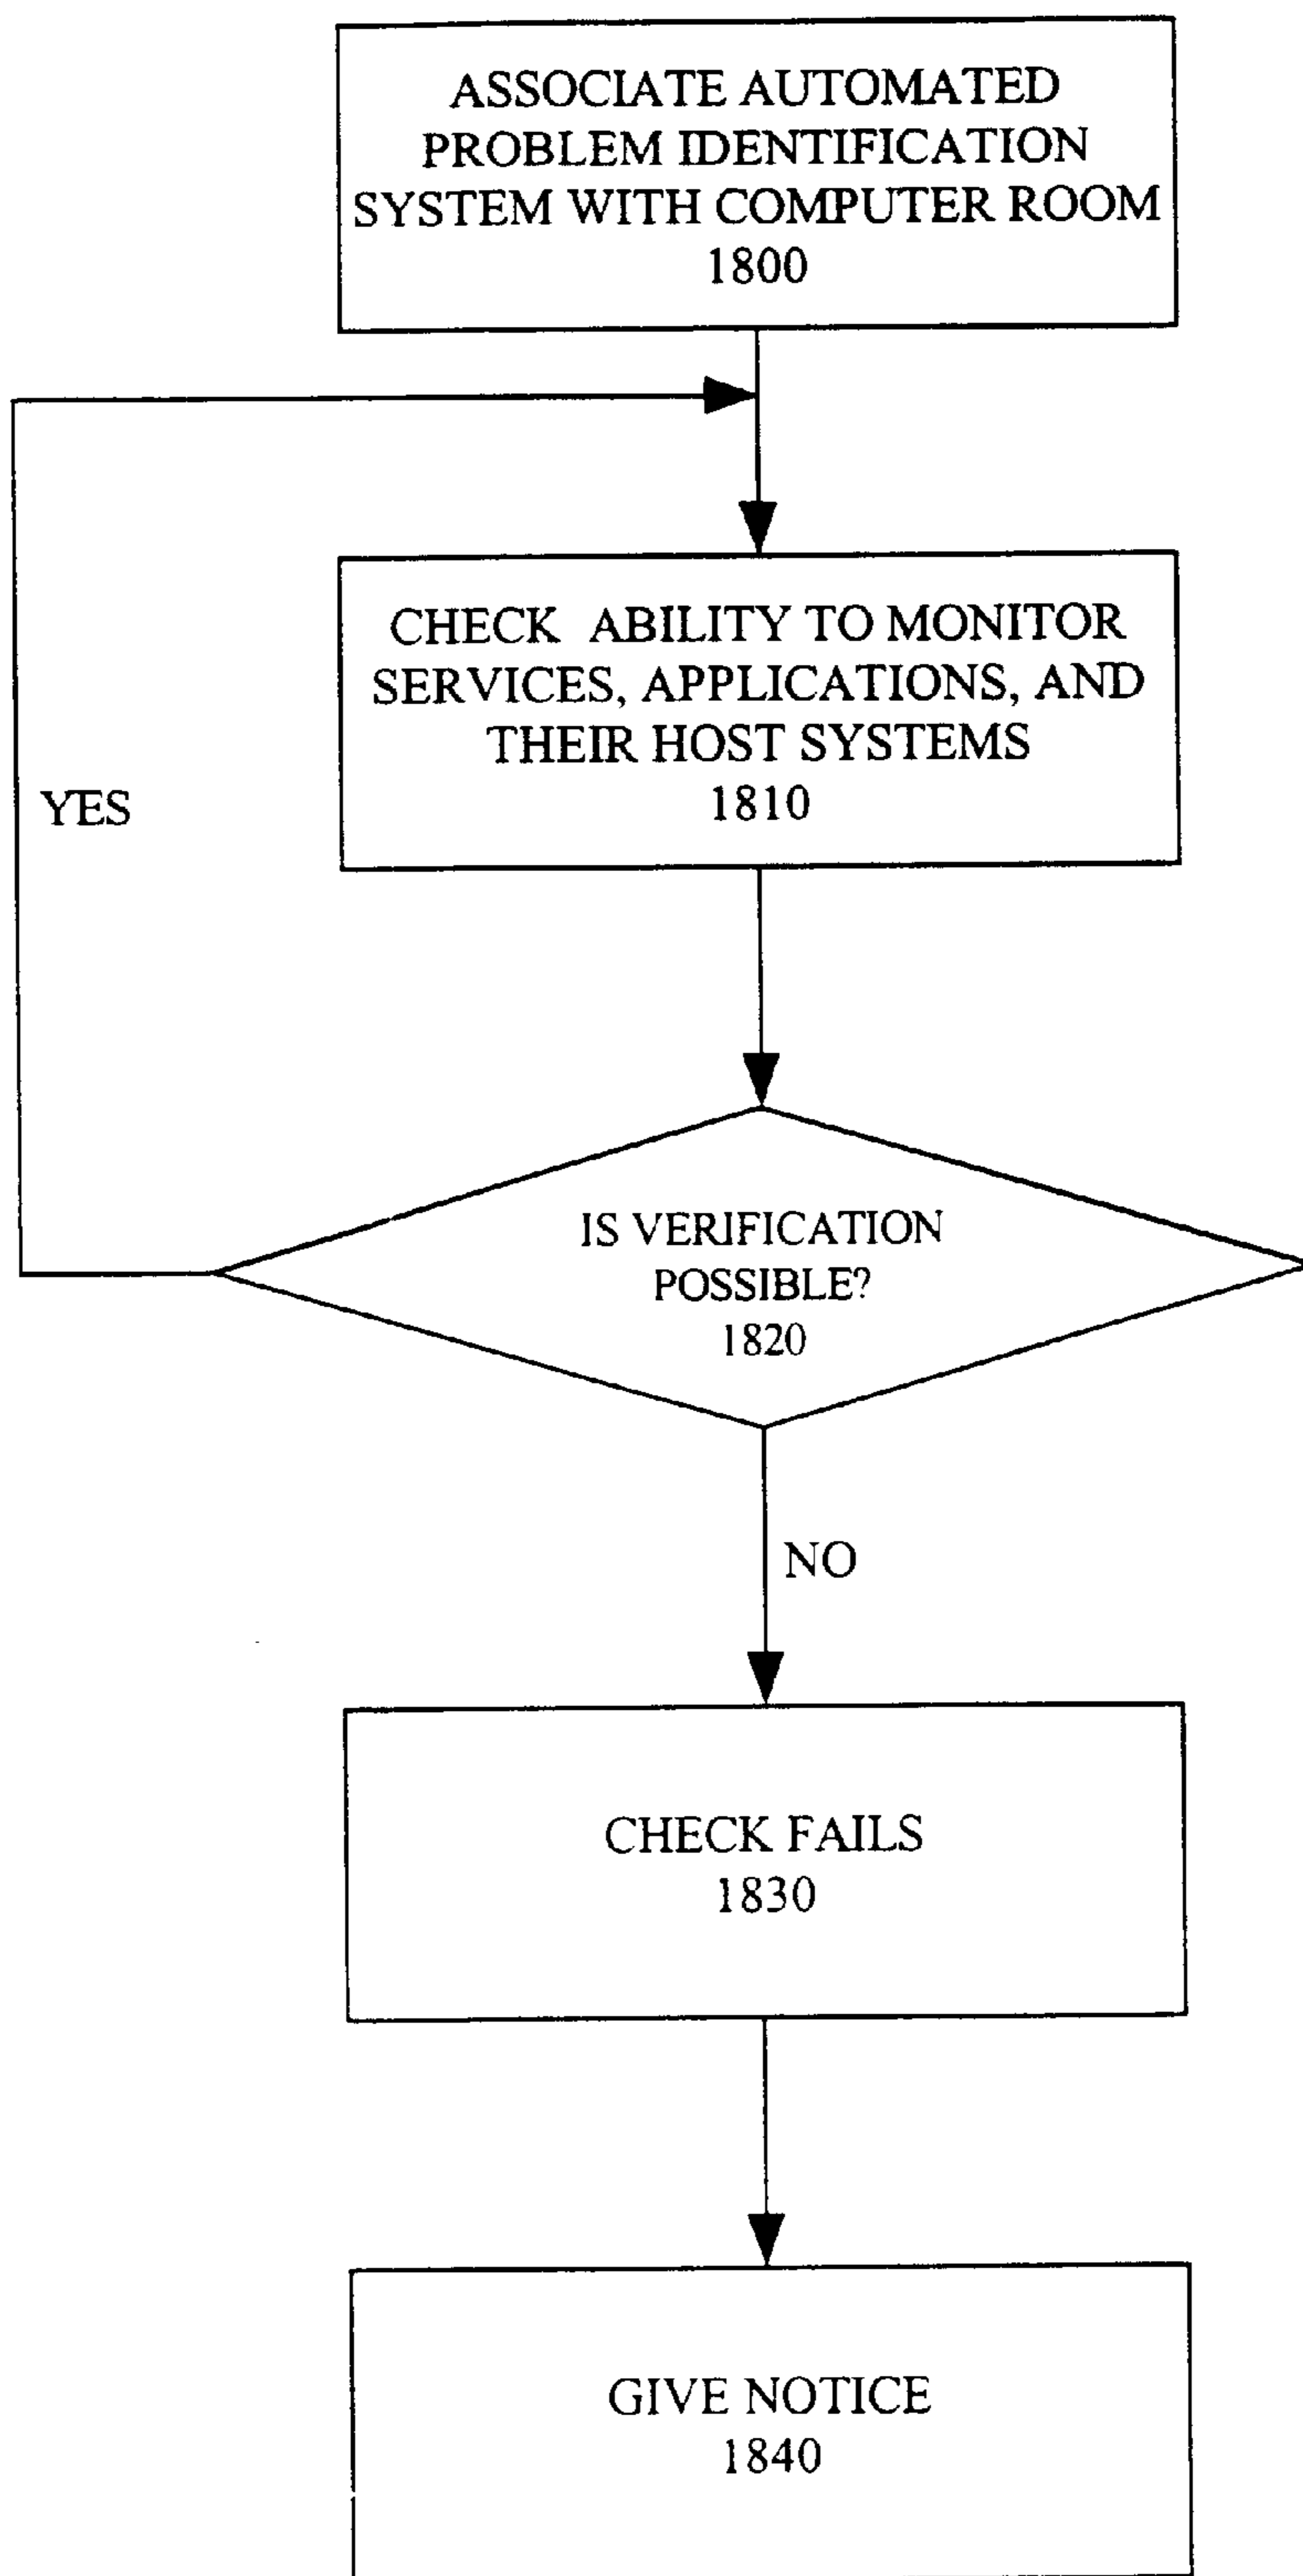 ASSOCIATE AUTOMATED
PROBLEM IDENTIFICATION
SYSTEM WITH COMPUTER ROOM
1800
CHECK ABILITY TO MONITOR
SERVICES, APPLICATIONS, AND
THEIR HOST SYSTEMS
1810
YES
IS VERIFICATION
POSSIBLE?
1820
NO
CHECK FAILS
1830
GIVE NOTICE
1840